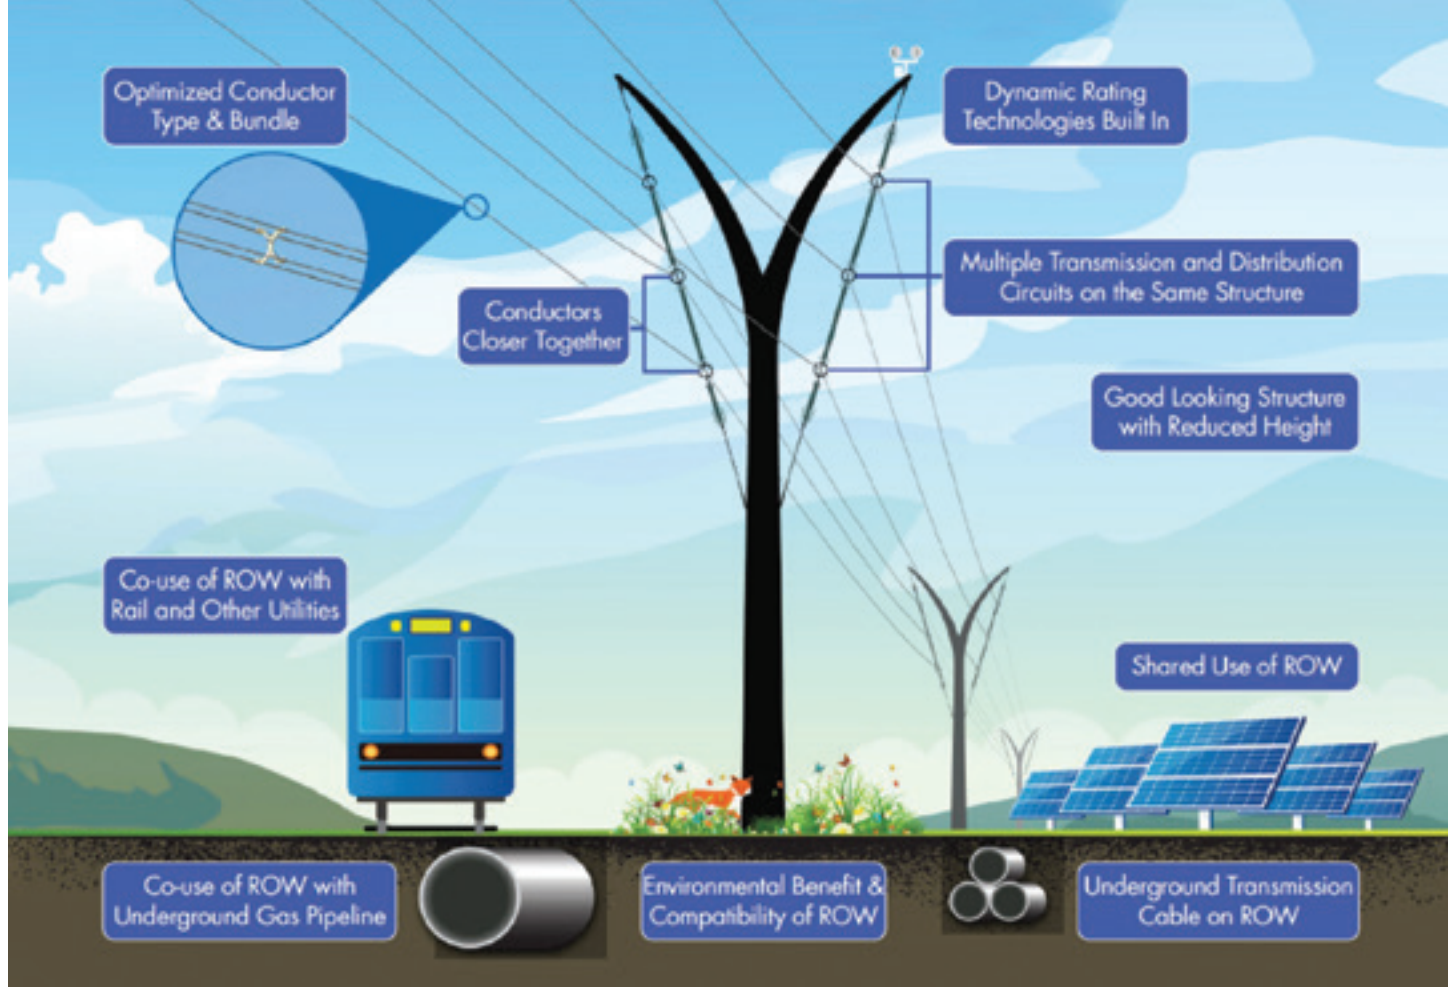 Optimized Conductor
Type & Bundle
Dynamic Rating
Technologies Built In
Multiple Transmission and Distribution
Circuits on the Same Structure
Conductors
Closer Together
Good Looking Structure
with Reduced Height
Co-use of ROW with
Rail and Other Utilities
Shared Use of ROW
Co-use of ROW with
Underground Gas Pipeline
Environmental Benefit &
Compatibility of ROW
Underground Transmission
Cable on ROW